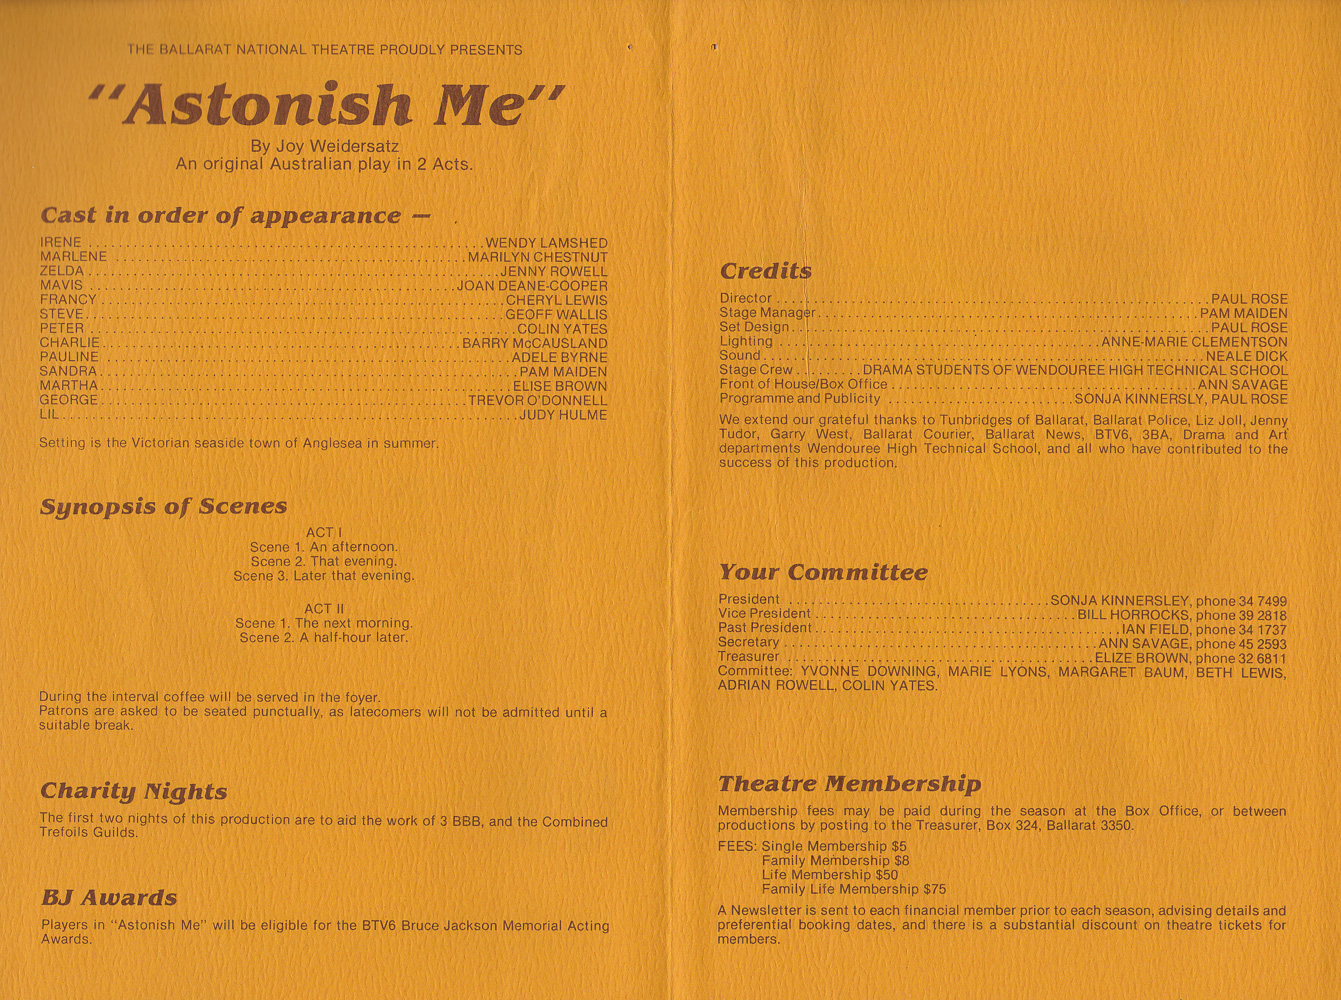 THE BALLARAT NATIONAL THEATRE PROUDLY PRESENTS
"Astonish Me"
By Joy Weidersatz
An original Australian play in 2 Acts.
Cast in order of appearance —
IRENE ........ WENDY LAMSHED
MARLENE ........ MARILYN CHESTNUT
ZELDA ........ JENNY ROWELL
MAVIS ........ JOAN DEANE-COOPER
FRANCY ........ CHERYL LEWIS
STEVE ........ GEOFF WALLIS
PETER ........ COLIN YATES
CHARLIE ........ BARRY McCAUSLAND
PAULINE ........ ADELE BYRNE
SANDRA ........ PAM MAIDEN
MARTHA ........ ELISE BROWN
GEORGE ........ TREVOR O'DONNELL
LIL ........ JUDY HULME
Setting is the Victorian seaside town of Anglesea in summer.
Synopsis of Scenes
ACT I
Scene 1. An afternoon.
Scene 2. That evening.
Scene 3. Later that evening.
ACT II
Scene 1. The next morning.
Scene 2. A half-hour later.
During the interval coffee will be served in the foyer.
Patrons are asked to be seated punctually, as latecomers will not be admitted until a
suitable break.
Charity Nights
The first two nights of this production are to aid the work of 3 BBB, and the Combined
Trefoils Guilds.
BJ Awards
Players in "Astonish Me" will be eligible for the BTV6 Bruce Jackson Memorial Acting
Awards.
Credits
Director ........ PAUL ROSE
Stage Manager ........ PAM MAIDEN
Set Design ........ PAUL ROSE
Lighting ........ ANNE-MARIE CLEMENTSON
Sound ........ NEALE DICK
Stage Crew ........ DRAMA STUDENTS OF WENDOUREE HIGH TECHNICAL SCHOOL
Front of House/Box Office ........ ANN SAVAGE
Programme and Publicity ........ SONJA KINNERSLY, PAUL ROSE
We extend our grateful thanks to Tunbridges of Ballarat, Ballarat Police, Liz Joll, Jenny
Tudor, Garry West, Ballarat Courier, Ballarat News, BTV6, 3BA, Drama and Art
departments Wendouree High Technical School, and all who have contributed to the
success of this production.
Your Committee
President ........ SONJA KINNERSLEY, phone 34 7499
Vice President ........ BILL HORROCKS, phone 39 2818
Past President ........ IAN FIELD, phone 34 1737
Secretary ........ ANN SAVAGE, phone 45 2593
Treasurer ........ ELIZE BROWN, phone 32 6811
Committee: YVONNE DOWNING, MARIE LYONS, MARGARET BAUM, BETH LEWIS,
ADRIAN ROWELL, COLIN YATES.
Theatre Membership
Membership fees may be paid during the season at the Box Office, or between
productions by posting to the Treasurer, Box 324, Ballarat 3350.
FEES: Single Membership $5
Family Membership $8
Life Membership $50
Family Life Membership $75
A Newsletter is sent to each financial member prior to each season, advising details and
preferential booking dates, and there is a substantial discount on theatre tickets for
members.